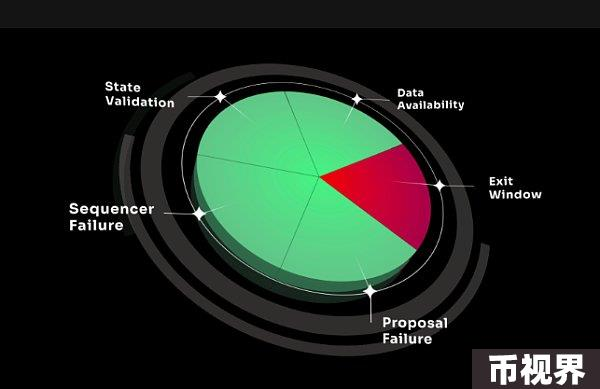 State
Validation
Data
Availability
Exit
Window
Sequencer
Failure
Proposal
Failure
币视界